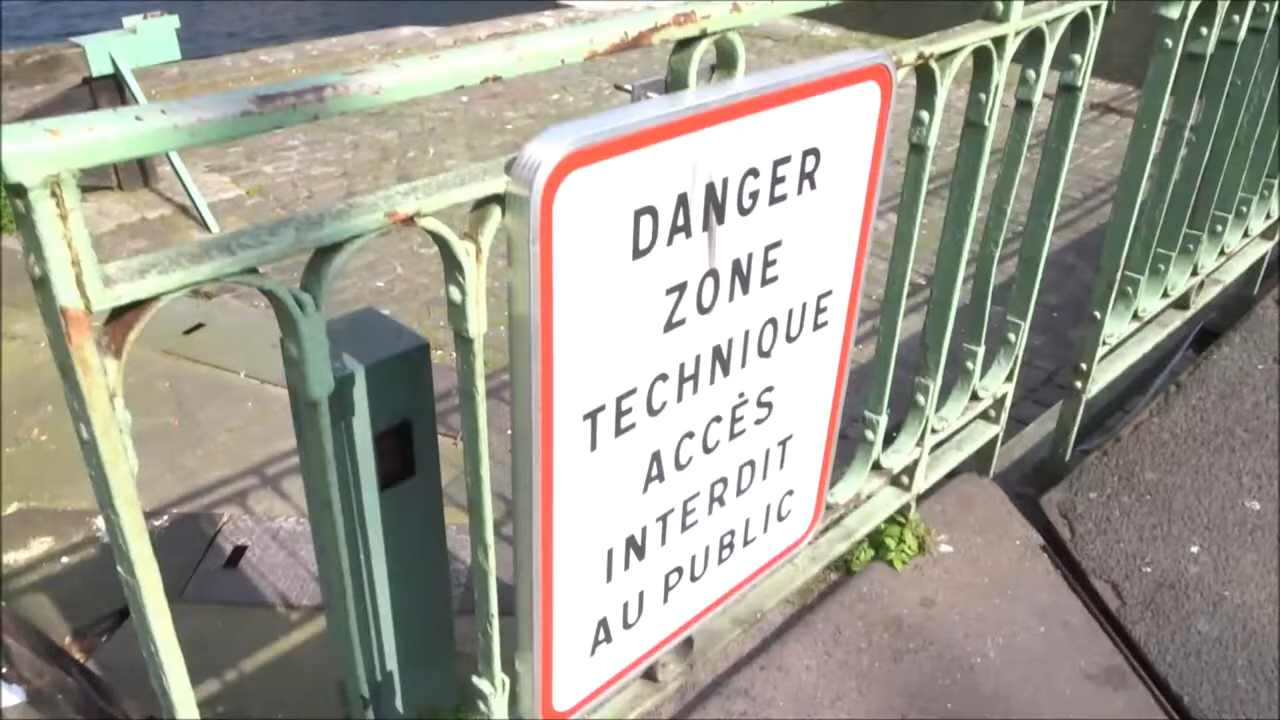 DANGER
ZONE
TECHNIQUE
ACCÈS
INTERDIT
AU PUBLIC